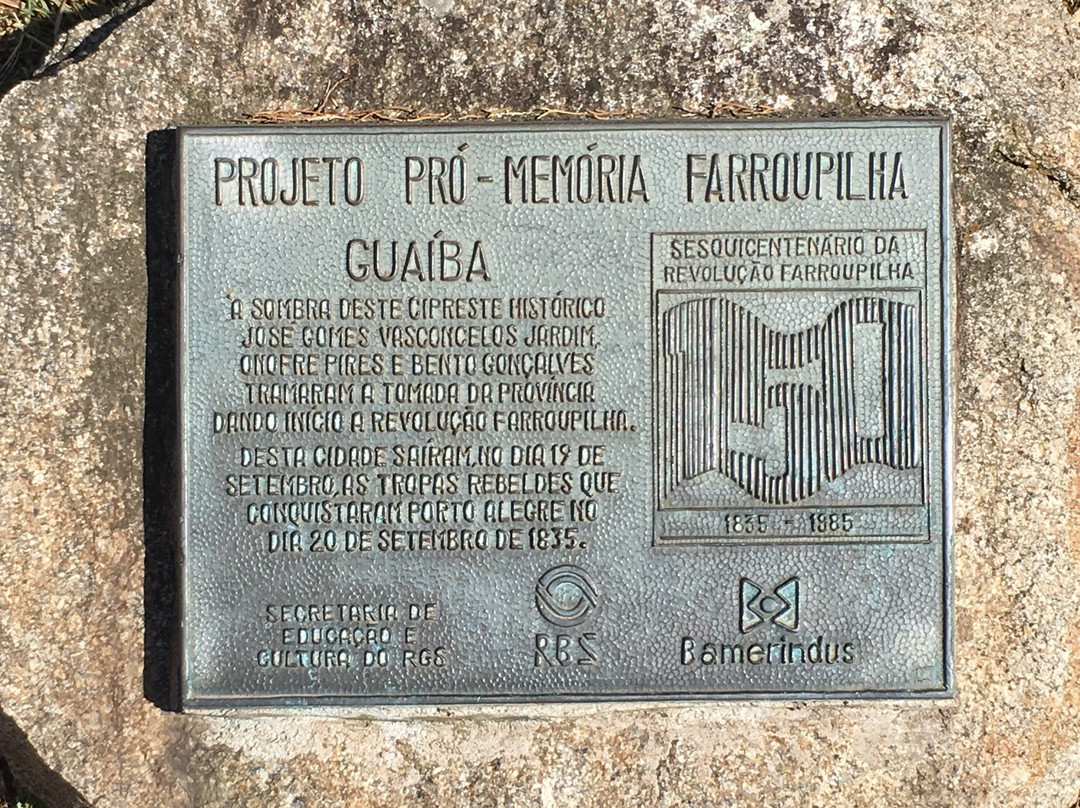 PROJETO PRÓ-MEMÓRIA FARROUPILHA
GUAÍBA
À SOMBRA DESTE CIPRESTE HISTÓRICO
JOSÉ GOMES VASCONCELOS JARDIM,
ONOFRE PIRES E BENTO GONÇALVES
TRAMARAM A TOMADA DA PROVÍNCIA
DANDO INÍCIO A REVOLUÇÃO FARROUPILHA.
DESTA CIDADE SAÍRAM, NO DIA 19 DE
SETEMBRO, AS TROPAS REBELDES QUE
CONQUISTARAM PORTO ALEGRE NO
DIA 20 DE SETEMBRO DE 1835.
SESQUICENTENÁRIO DA
REVOLUÇÃO FARROUPILHA
150
1835 - 1985
SECRETARIA DE
EDUCAÇÃO E
CULTURA DO RGS
RBS
Bamerindus